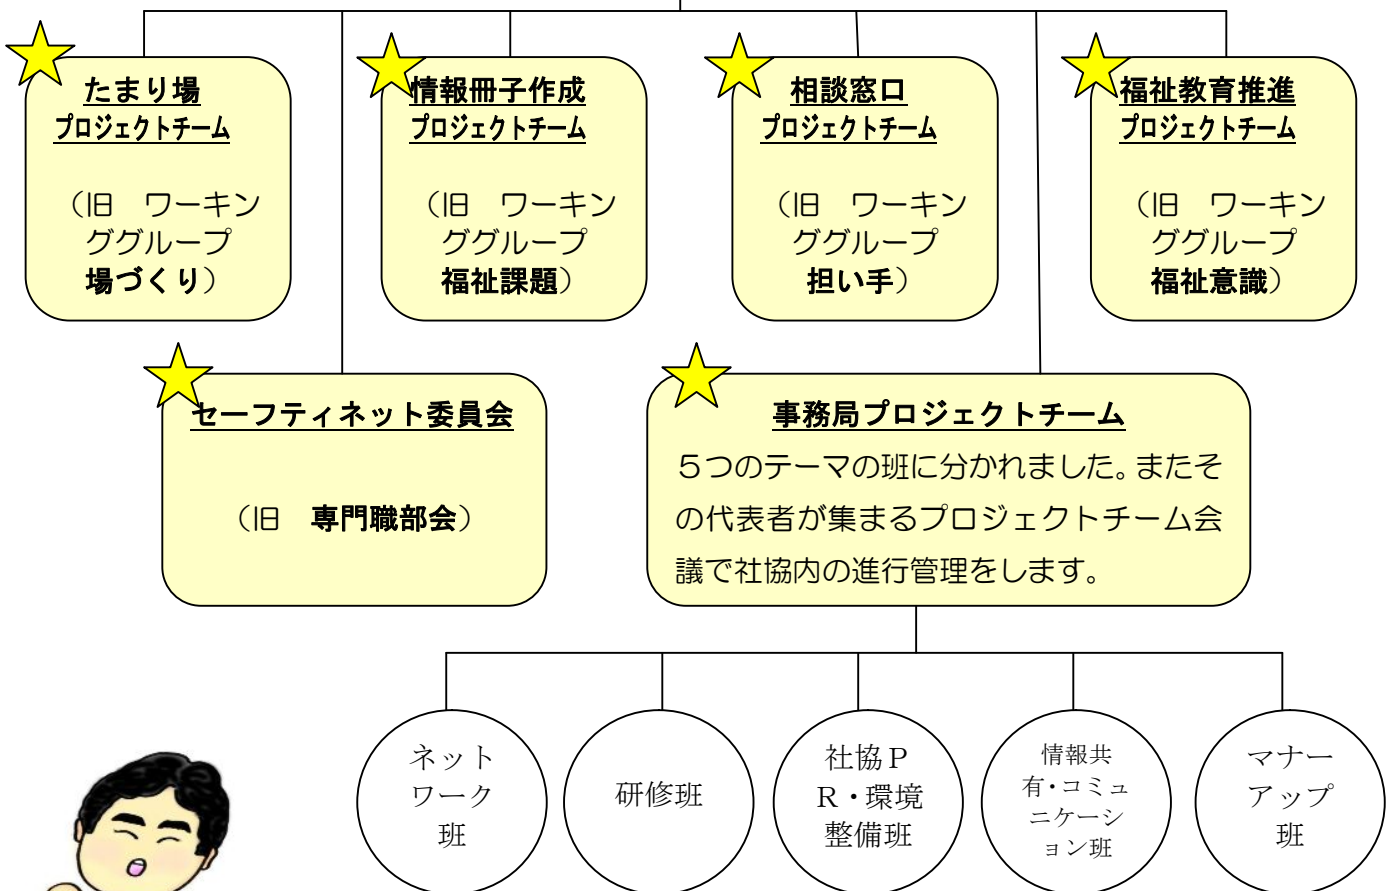 たまり場
プロジェクトチーム
（旧　ワーキン
ググループ
場づくり）
情報冊子作成
プロジェクトチーム
（旧　ワーキン
ググループ
福祉課題）
相談窓口
プロジェクトチーム
（旧　ワーキン
ググループ
担い手）
福祉教育推進
プロジェクトチーム
（旧　ワーキン
ググループ
福祉意識）
セーフティネット委員会
（旧　専門職部会）
事務局プロジェクトチーム
５つのテーマの班に分かれました。またそ
の代表者が集まるプロジェクトチーム会
議で社協内の進行管理をします。
ネット
ワーク
班
研修班
社協Ｐ
Ｒ・環境
整備班
情報共
有・コミュ
ニケーシ
ョン班
マナー
アップ
班